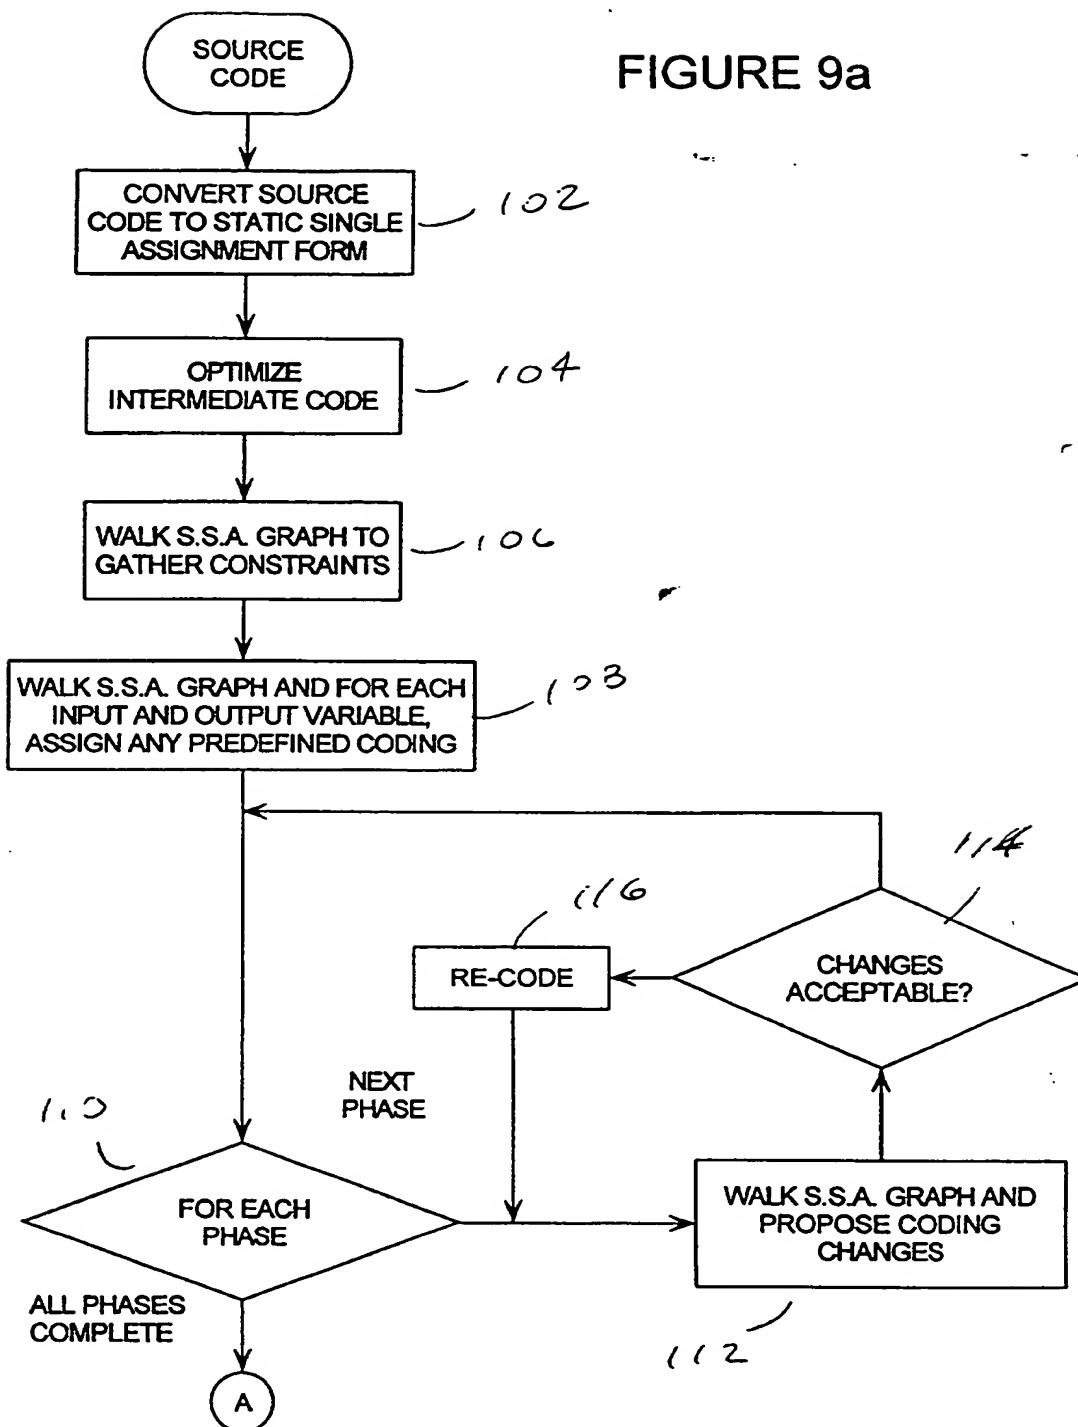 FIGURE 9a
SOURCE
CODE
CONVERT SOURCE
CODE TO STATIC SINGLE
ASSIGNMENT FORM
102
OPTIMIZE
INTERMEDIATE CODE
104
WALK S.S.A. GRAPH TO
GATHER CONSTRAINTS
106
WALK S.S.A. GRAPH AND FOR EACH
INPUT AND OUTPUT VARIABLE,
ASSIGN ANY PREDEFINED CODING
108
114
116
RE-CODE
CHANGES
ACCEPTABLE?
NEXT
PHASE
110
FOR EACH
PHASE
WALK S.S.A. GRAPH AND
PROPOSE CODING
CHANGES
ALL PHASES
COMPLETE
112
A